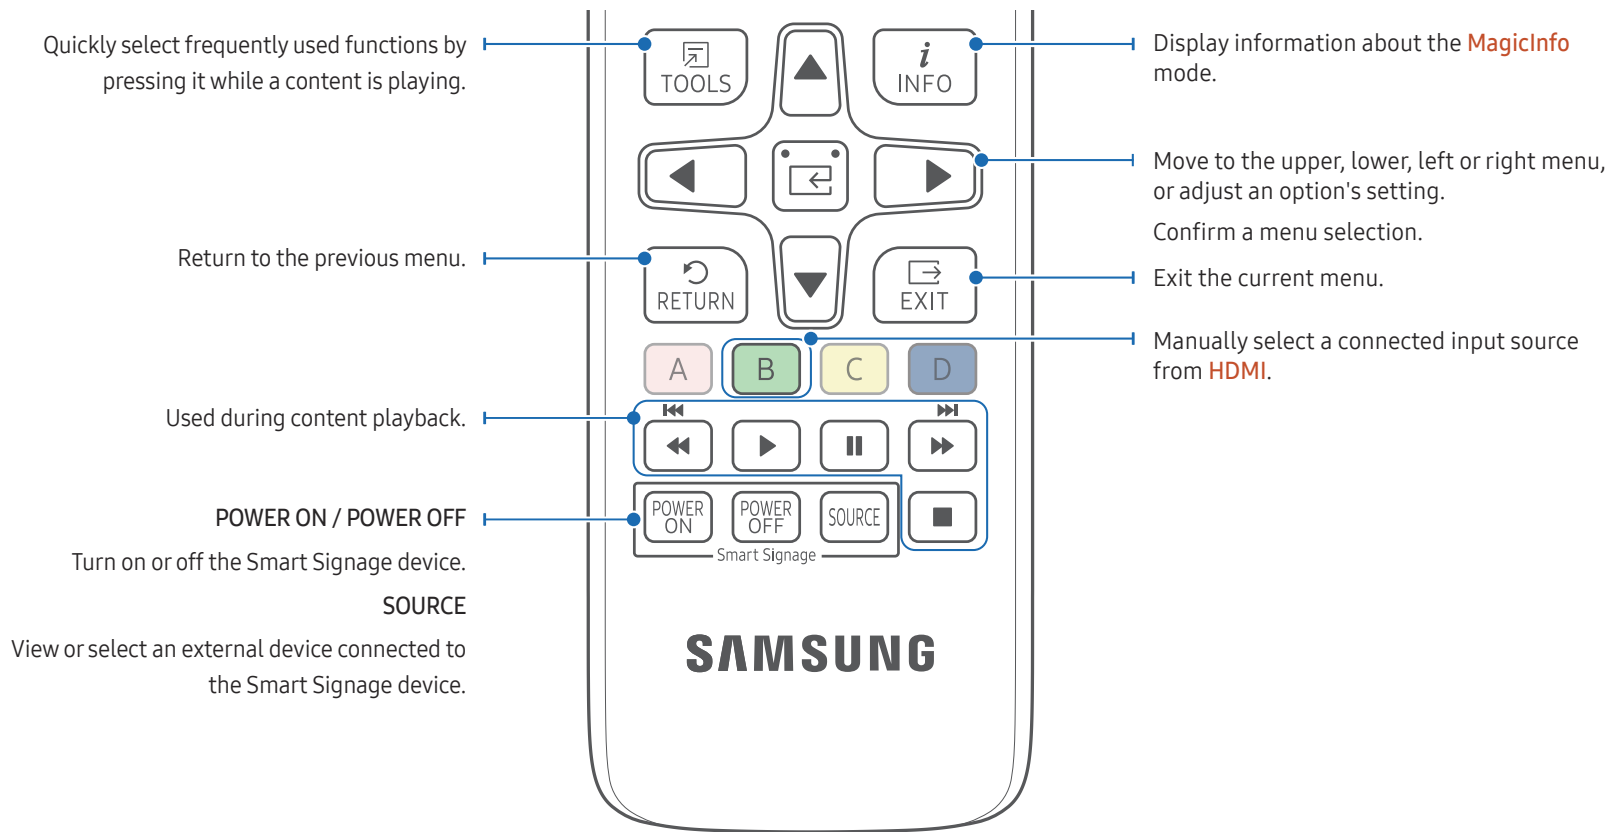 Quickly select frequently used functions by
pressing it while a content is playing.
TOOLS
i
INFO
Display information about the MagicInfo
mode.
Move to the upper, lower, left or right menu,
or adjust an option's setting.
Confirm a menu selection.
Return to the previous menu.
RETURN
EXIT
Exit the current menu.
Manually select a connected input source
from HDMI.
A
B
C
D
Used during content playback.
POWER ON / POWER OFF
Turn on or off the Smart Signage device.
SOURCE
View or select an external device connected to
the Smart Signage device.
POWER
ON
POWER
OFF
SOURCE
Smart Signage
SAMSUNG